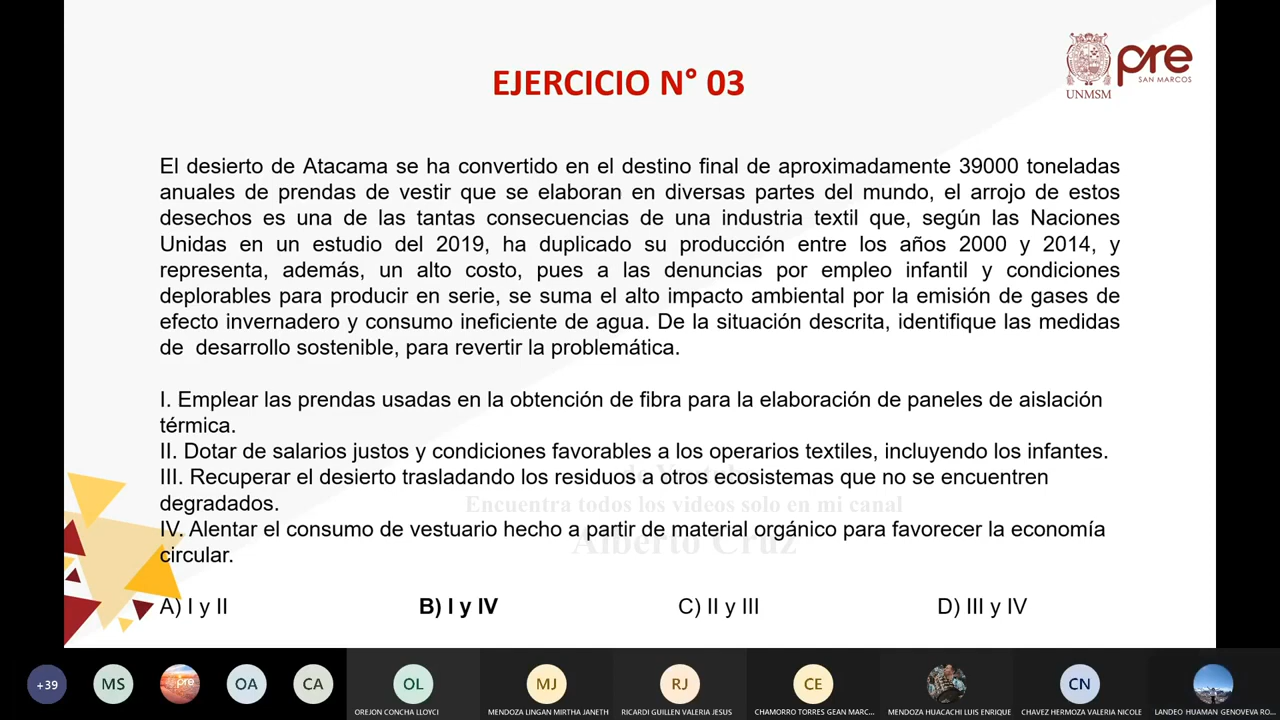 EJERCICIO N° 03
UNMSM
pre
SAN MARCOS
El desierto de Atacama se ha convertido en el destino final de aproximadamente 39000 toneladas
anuales de prendas de vestir que se elaboran en diversas partes del mundo, el arrojo de estos
desechos es una de las tantas consecuencias de una industria textil que, según las Naciones
Unidas en un estudio del 2019, ha duplicado su producción entre los años 2000 y 2014, y
representa, además, un alto costo, pues a las denuncias por empleo infantil y condiciones
deplorables para producir en serie, se suma el alto impacto ambiental por la emisión de gases de
efecto invernadero y consumo ineficiente de agua. De la situación descrita, identifique las medidas
de desarrollo sostenible, para revertir la problemática.
I. Emplear las prendas usadas en la obtención de fibra para la elaboración de paneles de aislación
térmica.
II. Dotar de salarios justos y condiciones favorables a los operarios textiles, incluyendo los infantes.
III. Recuperar el desierto trasladando los residuos a otros ecosistemas que no se encuentren
degradados.
Encuentra todos los videos solo en mi canal
IV. Alentar el consumo de vestuario hecho a partir de material orgánico para favorecer la economía
Alberto Cruz
circular.
A) I y II B) I y IV C) II y III D) III y IV
+39 MS pre OA CA OL MJ RJ CE CN
OREJON CONCHA LLOYCI MENDOZA LINGAN MIRTHA JANETH RICARDI GUILLEN VALERIA JESUS CHAMORRO TORRES GEAN MARC... MENDOZA HUACACHI LUIS ENRIQUE CHAVEZ HERMOZA VALERIA NICOLE LANDEO HUAMAN GENOVEVA RO...